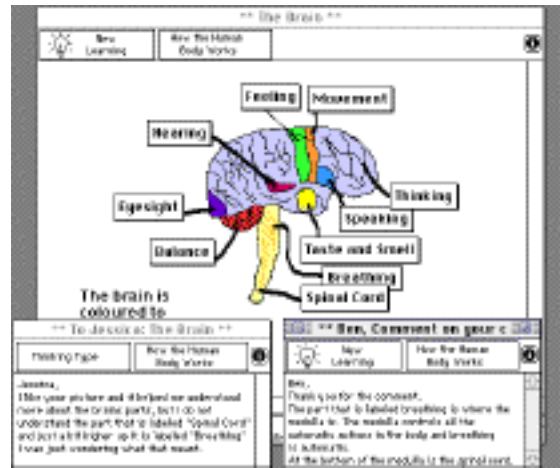 ** The Brain **
New
Learning
How the Human
Body Works
Feeling
Movement
Hearing
Thinking
Eyesight
Speaking
Balance
Taste and Smell
Breathing
Spinal Cord
The brain is
coloured to
** To Jessica: The Brain **
Thinking Type
How the Human
Body Works
Jessica,
I like your picture and it helped me understand
more about the brains parts, but I do not
understand the part that is labeled "Spinal Cord"
and just a bit higher up it is labeled "Breathing"
I was just wondering what that meant.
** Ben, Comment on your c
New
Learning
How the Human
Body Works
Ben,
Thank you for the comment.
The part that is labeled breathing is where the
medulla is. The medulla controls all the
automatic actions in the body and breathing
is automatic.
At the bottom of the medulla is the spinal cord.